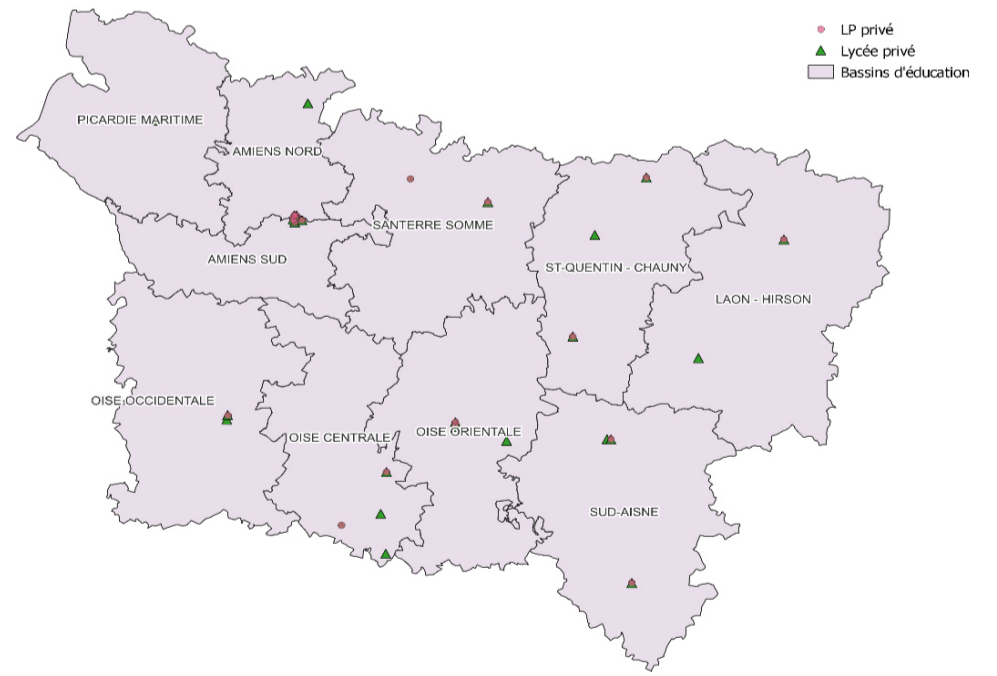 LP privé
Lycée privé
Bassins d'éducation
PICARDIE MARITIME
AMIENS NORD
SANTERRE SOMME
AMIENS SUD
ST-QUENTIN - CHAUNY
LAON - HIRSON
OISE OCCIDENTALE
OISE CENTRALE
OISE ORIENTALE
SUD-AISNE